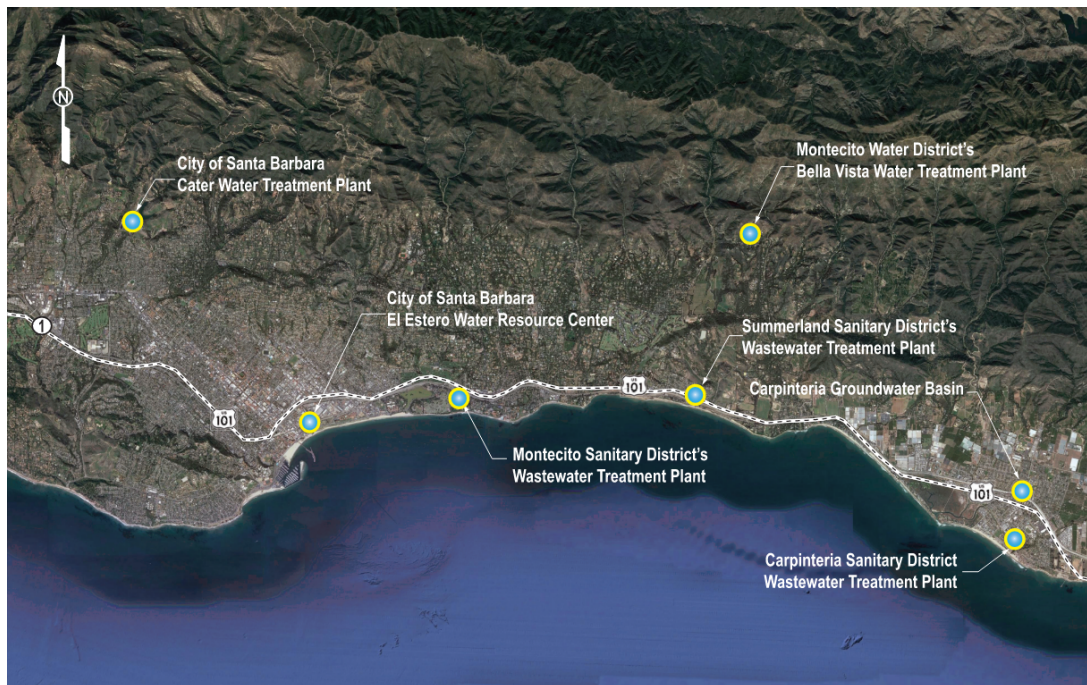 N
City of Santa Barbara
Cater Water Treatment Plant
Montecito Water District's
Bella Vista Water Treatment Plant
City of Santa Barbara
El Estero Water Resource Center
1
Summerland Sanitary District's
Wastewater Treatment Plant
101
Carpinteria Groundwater Basin
101
Montecito Sanitary District's
Wastewater Treatment Plant
101
Carpinteria Sanitary District
Wastewater Treatment Plant